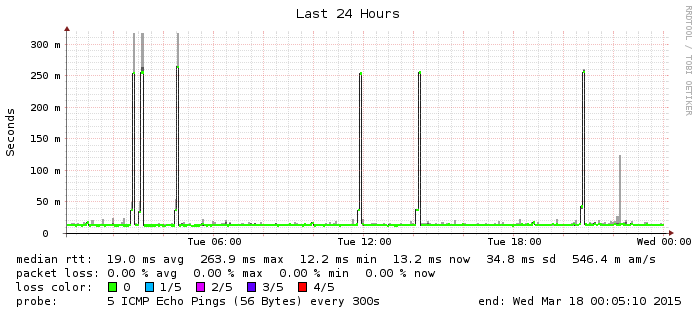 Last 24 Hours
RRDTOOL / TOBI OETIKER
Seconds
300 m
250 m
200 m
150 m
100 m
50 m
0
Tue 06:00 Tue 12:00 Tue 18:00 Wed 00:00
median rtt: 19.0 ms avg 263.9 ms max 12.2 ms min 13.2 ms now 34.8 ms sd 546.4 m am/s
packet loss: 0.00 % avg 0.00 % max 0.00 % min 0.00 % now
loss color: 0 1/5 2/5 3/5 4/5
probe: 5 ICMP Echo Pings (56 Bytes) every 300s end: Wed Mar 18 00:05:10 2015